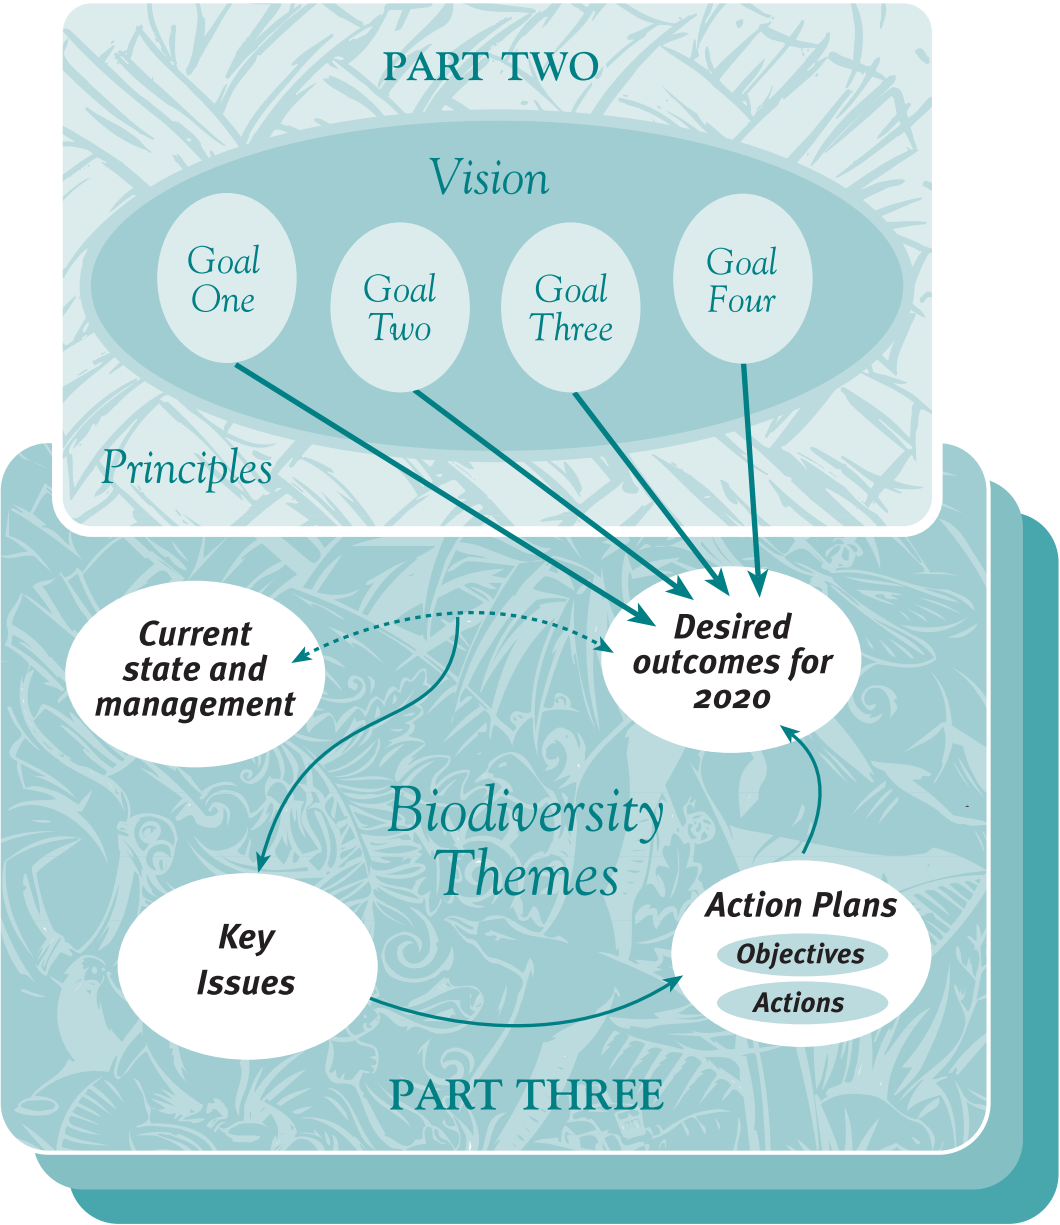 PART TWO
Vision
Goal
One
Goal
Two
Goal
Three
Goal
Four
Principles
Current
state and
management
Desired
outcomes for
2020
Biodiversity
Themes
Key
Issues
Action Plans
Objectives
Actions
PART THREE